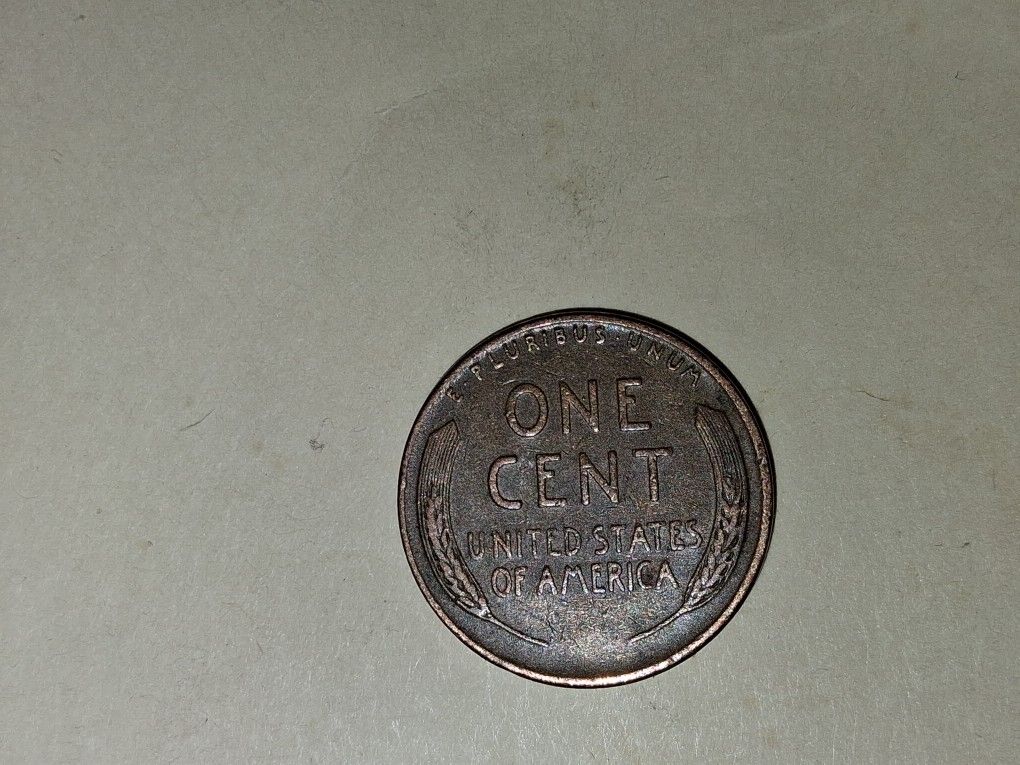 E · PLURIBUS · UNUM
ONE
CENT
UNITED STATES
OF AMERICA